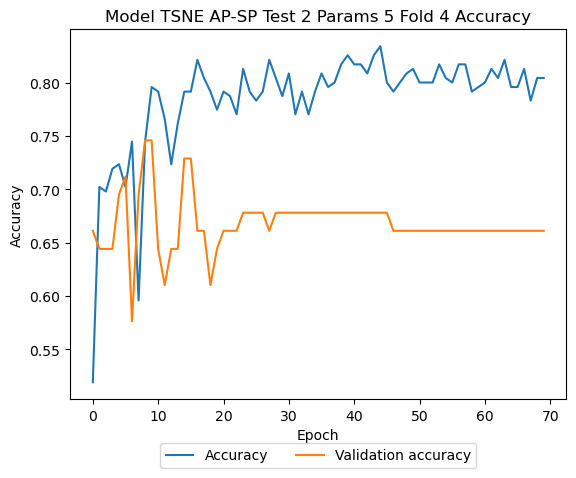 Model TSNE AP-SP Test 2 Params 5 Fold 4 Accuracy
Accuracy
0.80
0.75
0.70
0.65
0.60
0.55
0 10 20 30 40 50 60 70
Epoch
Accuracy Validation accuracy